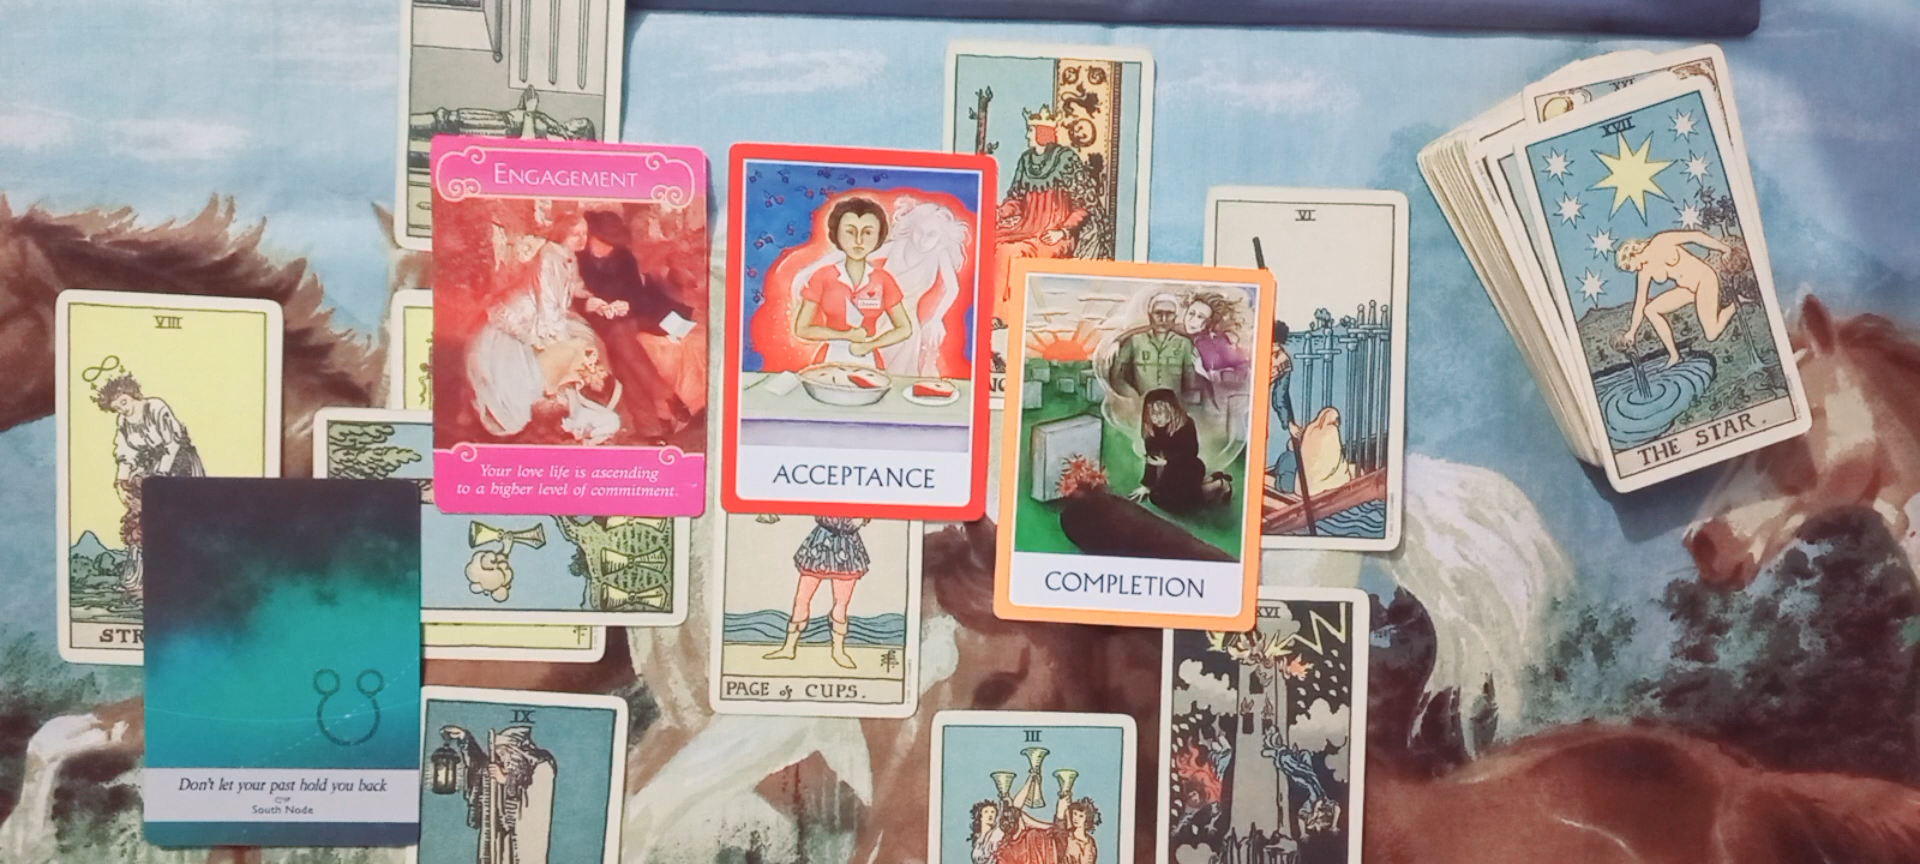 ENGAGEMENT
Your love life is ascending
to a higher level of commitment.
ACCEPTANCE
COMPLETION
VI
XVII
THE STAR.
VIII
STR
Don't let your past hold you back
South Node
IX
PAGE of CUPS.
III
XVI